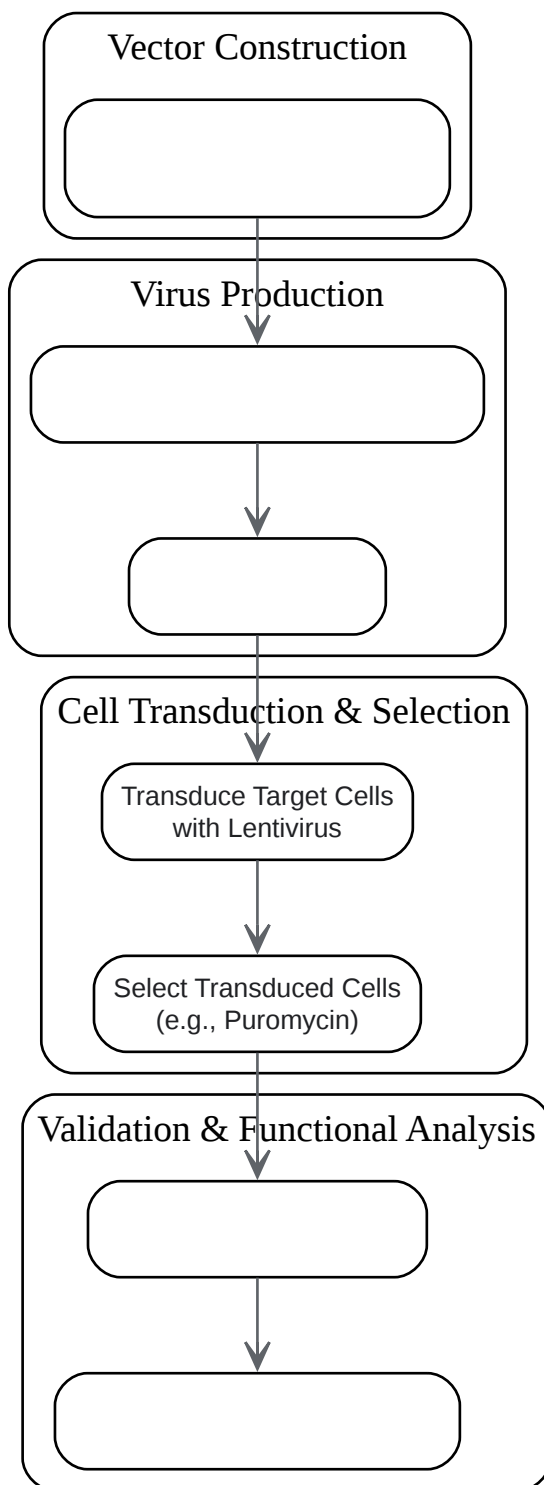 Vector Construction
Virus Production
Cell Transduction & Selection
Transduce Target Cells
with Lentivirus
Select Transduced Cells
(e.g., Puromycin)
Validation & Functional Analysis